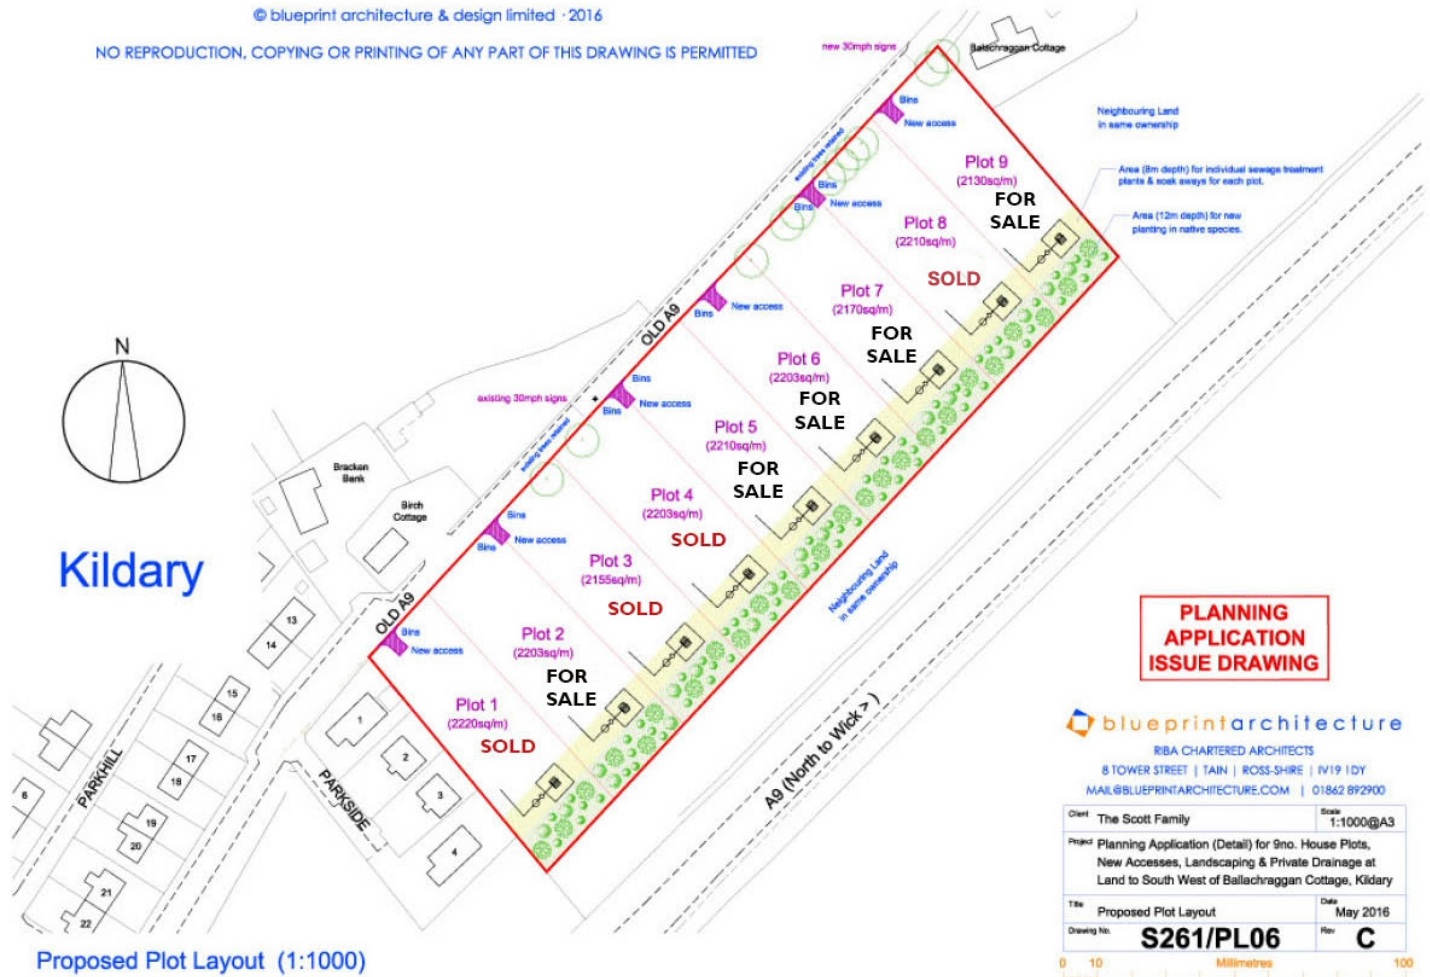 © blueprint architecture & design limited · 2016
NO REPRODUCTION, COPYING OR PRINTING OF ANY PART OF THIS DRAWING IS PERMITTED
new 30mph signs
Ballachraggan Cottage
Bins
New access
Neighbouring Land
in same ownership
existing trees retained
Plot 9
(2130sq/m)
FOR
SALE
Area (8m depth) for individual sewage treatment
plants & soak aways for each plot.
Area (12m depth) for new
planting in native species.
Bins
Bins
New access
Plot 8
(2210sq/m)
SOLD
Plot 7
(2170sq/m)
FOR
SALE
Bins
New access
OLD A9
Plot 6
(2203sq/m)
FOR
SALE
N
existing 30mph signs
Bins
Bins
New access
existing trees retained
Plot 5
(2210sq/m)
FOR
SALE
Bracken
Bank
Birch
Cottage
Plot 4
(2203sq/m)
SOLD
Bins
Bins
New access
Kildary
Plot 3
(2155sq/m)
SOLD
Neighbouring Land
in same ownership
OLD A9
Bins
New access
Plot 2
(2203sq/m)
FOR
SALE
Plot 1
(2220sq/m)
SOLD
13
14
15
16
17
18
19
20
21
22
6
1
2
3
4
PARKHILL
PARKSIDE
A9 (North to Wick > )
PLANNING
APPLICATION
ISSUE DRAWING
blueprintarchitecture
RIBA CHARTERED ARCHITECTS
8 TOWER STREET | TAIN | ROSS-SHIRE | IV19 1DY
MAIL@BLUEPRINTARCHITECTURE.COM | 01862 892900
Client The Scott Family
Scale 1:1000@A3
Project Planning Application (Detail) for 9no. House Plots,
New Accesses, Landscaping & Private Drainage at
Land to South West of Ballachraggan Cottage, Kildary
Title Proposed Plot Layout
Date May 2016
Drawing No. S261/PL06
Rev C
0 10 Millimetres 100
Proposed Plot Layout (1:1000)